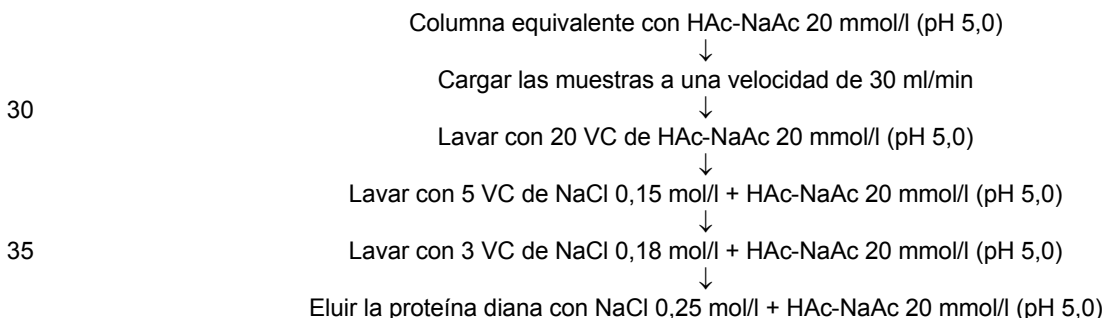 Columna equivalente con HAc-NaAc 20 mmol/l (pH 5,0)
↓
Cargar las muestras a una velocidad de 30 ml/min
30
↓
Lavar con 20 VC de HAc-NaAc 20 mmol/l (pH 5,0)
↓
Lavar con 5 VC de NaCl 0,15 mol/l + HAc-NaAc 20 mmol/l (pH 5,0)
↓
35 Lavar con 3 VC de NaCl 0,18 mol/l + HAc-NaAc 20 mmol/l (pH 5,0)
↓
Eluir la proteína diana con NaCl 0,25 mol/l + HAc-NaAc 20 mmol/l (pH 5,0)